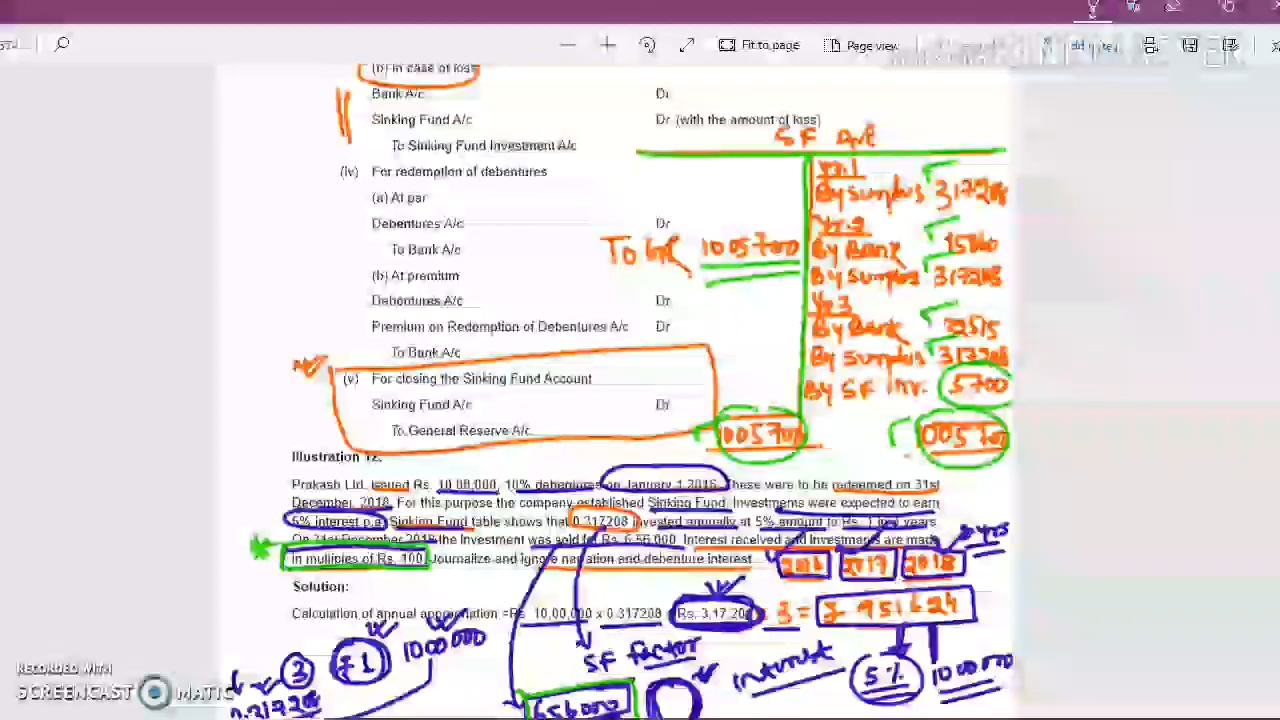 Fit to page
Page view
(b) In case of loss
Bank A/c Dr
Sinking Fund A/c Dr (with the amount of loss)
To Sinking Fund Investment A/c
SF A/c
(iv) For redemption of debentures
Yr.1
By Surplus 317208
(a) At par
Debentures A/c Dr
Yr.2
To Bank A/c
To GR 1005700
By Bank
(b) At premium
By Surplus 317208
Debentures A/c Dr
Yr3
Premium on Redemption of Debentures A/c Dr
By Bank
To Bank A/c
By Surplus 317208
(v) For closing the Sinking Fund Account
By SF Inv. 5700
Sinking Fund A/c Dr
To General Reserve A/c
1005700
1005700
Illustration 12.
Prakash Ltd. issued Rs. 10,00,000, 10% debentures on January 1,2016. These were to be redeemed on 31st
December, 2018. For this purpose the company established Sinking Fund. Investments were expected to earn
5% interest p.a. Sinking Fund table shows that 0.317208 invested annually at 5% amount to Rs. 1 in 3 years.
On 31st December 2018 the Investment was sold for Rs. 6,56,000. Interest received and Investments are made
3 yrs
in multiples of Rs. 100. Journalize and ignore narration and debenture interest
2016 2017 2018
Solution:
Calculation of annual appropriation =Rs. 10,00,000 x 0.317208 = Rs. 3,17,208
3 = ₹ 951624
3 ₹1 1000000
SF factor
interest
5% 1000000
0.317208
656000
RECORDED WITH
SCREENCAST MATIC